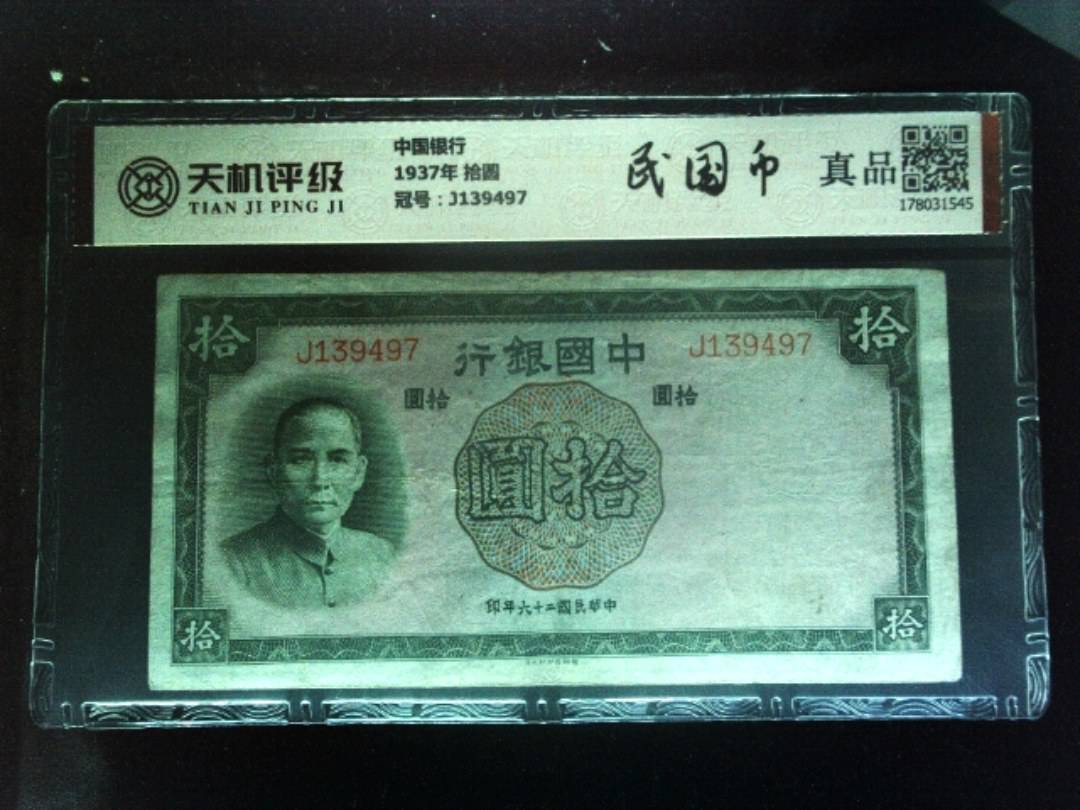 天机评级
TIAN JI PING JI
中国银行
1937年 拾圓
冠号：J139497
民国币
真品
178031545
拾
拾
J139497
中國銀行
J139497
拾圓
拾圓
拾圓
中華民國二十六年印
拾
拾